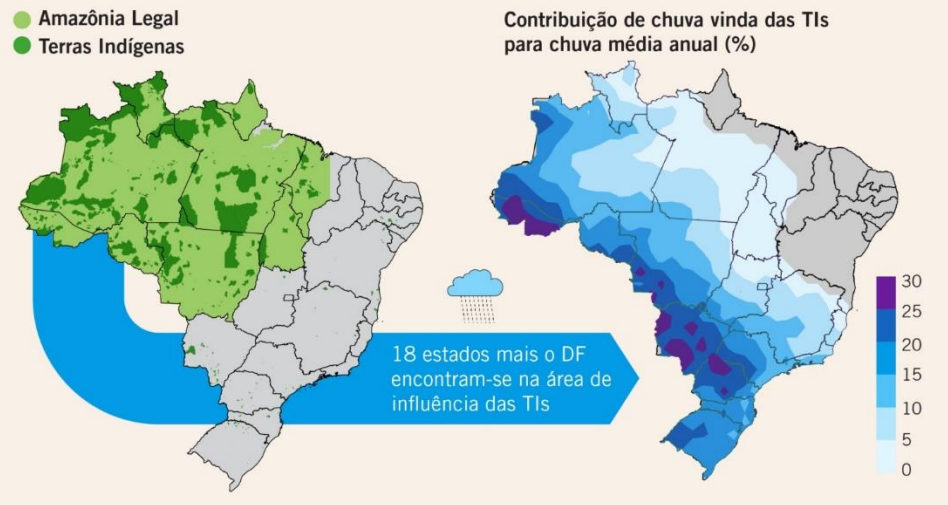 Amazônia Legal
Terras Indígenas
Contribuição de chuva vinda das TIs
para chuva média anual (%)
18 estados mais o DF
encontram-se na área de
influência das TIs
30
25
20
15
10
5
0